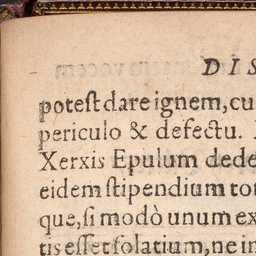 DIS
poteſt dare ignem, cu
periculo & defectu.
Xerxis Epulum dede
eidem ſtipendium tot
que, ſi modò unum ex
tis eſſet ſolatium, ne in